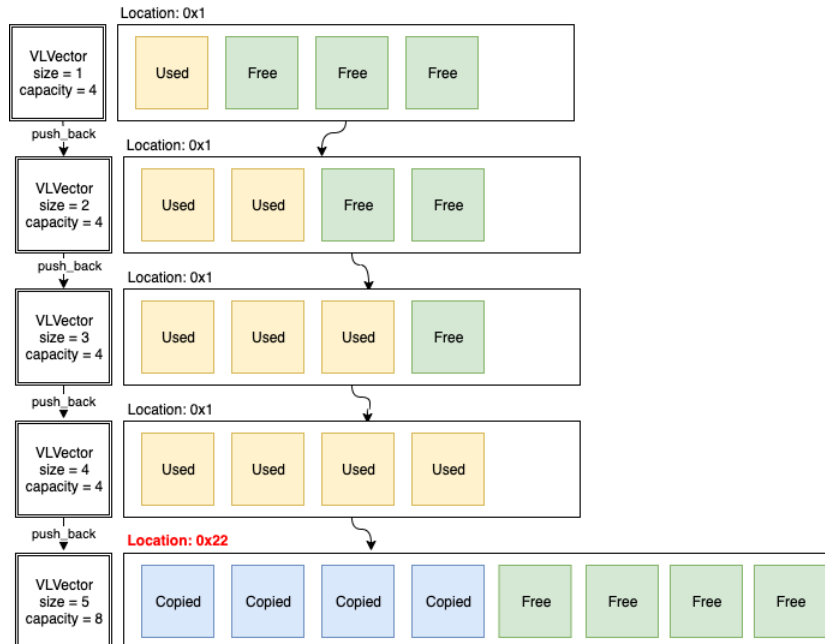 Location: 0x1
VLVector
size = 1
capacity = 4
Used Free Free Free
push_back
Location: 0x1
VLVector
size = 2
capacity = 4
Used Used Free Free
push_back
Location: 0x1
VLVector
size = 3
capacity = 4
Used Used Used Free
push_back
Location: 0x1
VLVector
size = 4
capacity = 4
Used Used Used Used
push_back
Location: 0x22
VLVector
size = 5
capacity = 8
Copied Copied Copied Copied Free Free Free Free